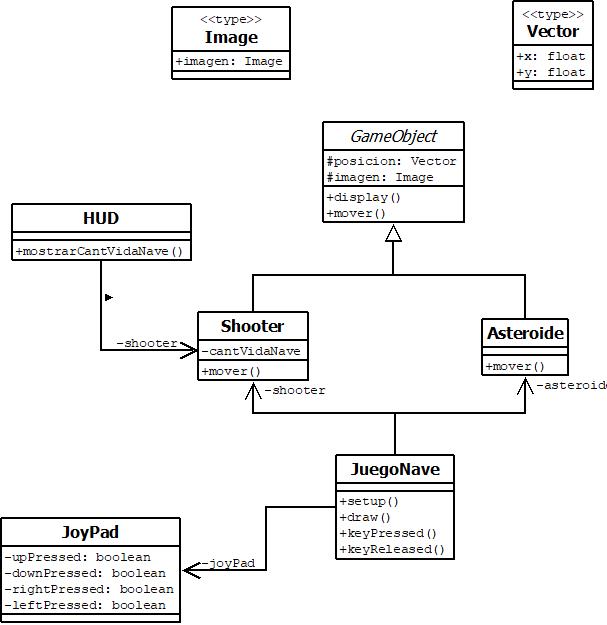 <<type>>
Image
+imagen: Image
<<type>>
Vector
+x: float
+y: float
GameObject
#posicion: Vector
#imagen: Image
+display()
+mover()
HUD
+mostrarCantVidaNave()
-shooter
Shooter
-cantVidaNave
+mover()
Asteroide
+mover()
-shooter
-asteroide
JuegoNave
+setup()
+draw()
+keyPressed()
+keyReleased()
-joyPad
JoyPad
-upPressed: boolean
-downPressed: boolean
-rightPressed: boolean
-leftPressed: boolean